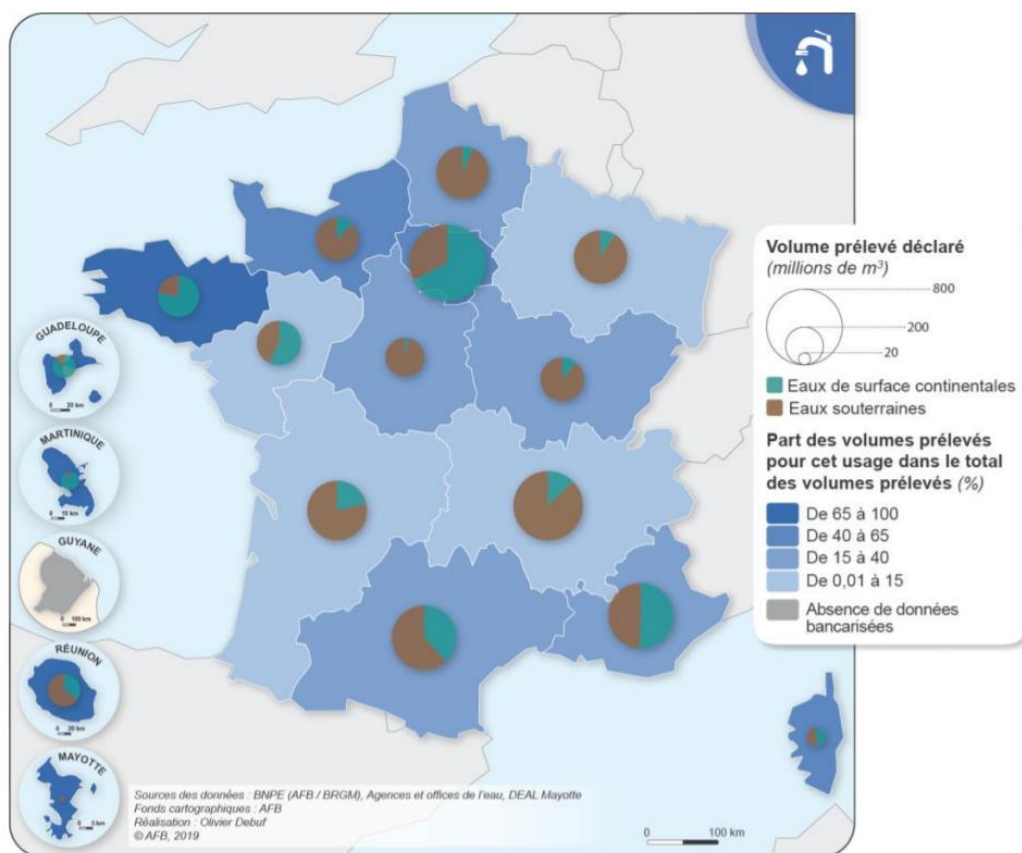 GUADELOUPE
0 20 km
MARTINIQUE
0 10 km
GUYANE
0 100 km
RÉUNION
0 20 km
MAYOTTE
0 5 km
Sources des données : BNPE (AFB / BRGM), Agences et offices de l'eau, DEAL Mayotte
Fonds cartographiques : AFB
Réalisation : Olivier Debuf
© AFB, 2019
0 100 km
Volume prélevé déclaré
(millions de m³)
800
200
20
Eaux de surface continentales
Eaux souterraines
Part des volumes prélevés
pour cet usage dans le total
des volumes prélevés (%)
De 65 à 100
De 40 à 65
De 15 à 40
De 0,01 à 15
Absence de données
bancarisées